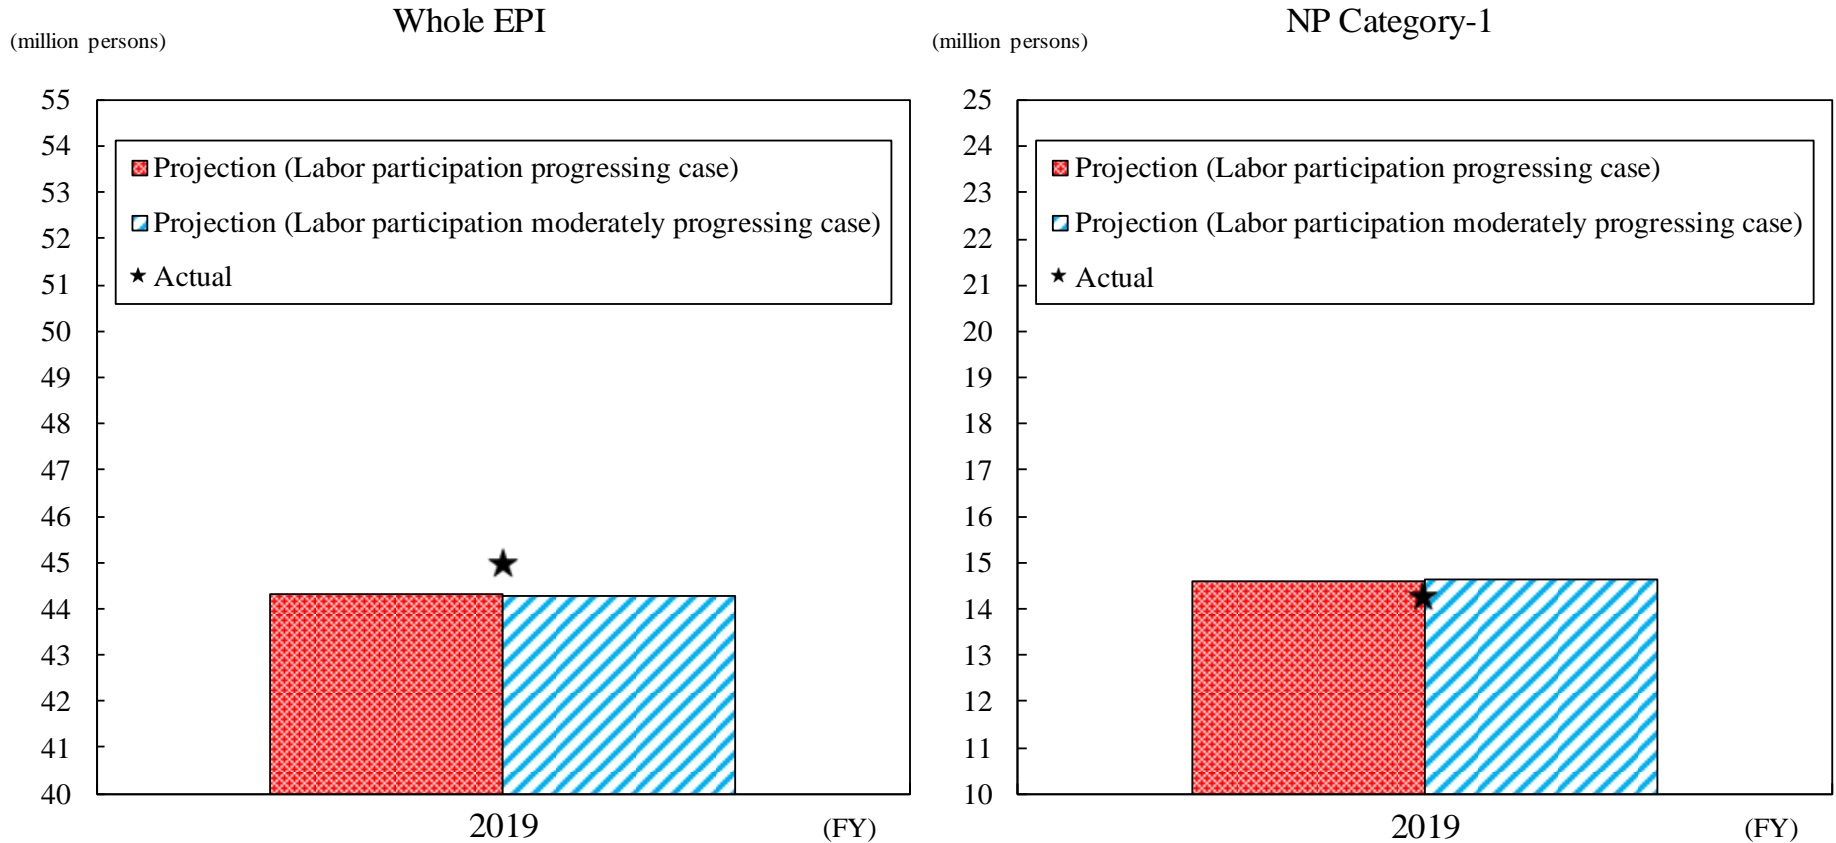 Whole EPI
(million persons)
55
54
53
52
51
50
49
48
47
46
45
44
43
42
41
40
Projection (Labor participation progressing case)
Projection (Labor participation moderately progressing case)
Actual
2019
(FY)
NP Category-1
(million persons)
25
24
23
22
21
20
19
18
17
16
15
14
13
12
11
10
Projection (Labor participation progressing case)
Projection (Labor participation moderately progressing case)
Actual
2019
(FY)